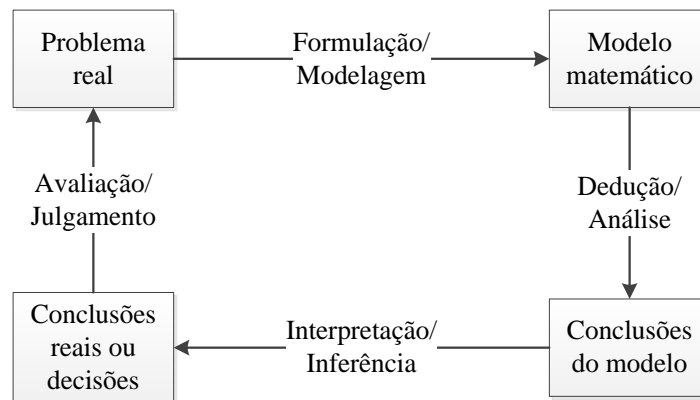 Problema
real
Formulação/
Modelagem
Modelo
matemático
Avaliação/
Julgamento
Dedução/
Análise
Conclusões
reais ou
decisões
Interpretação/
Inferência
Conclusões
do modelo